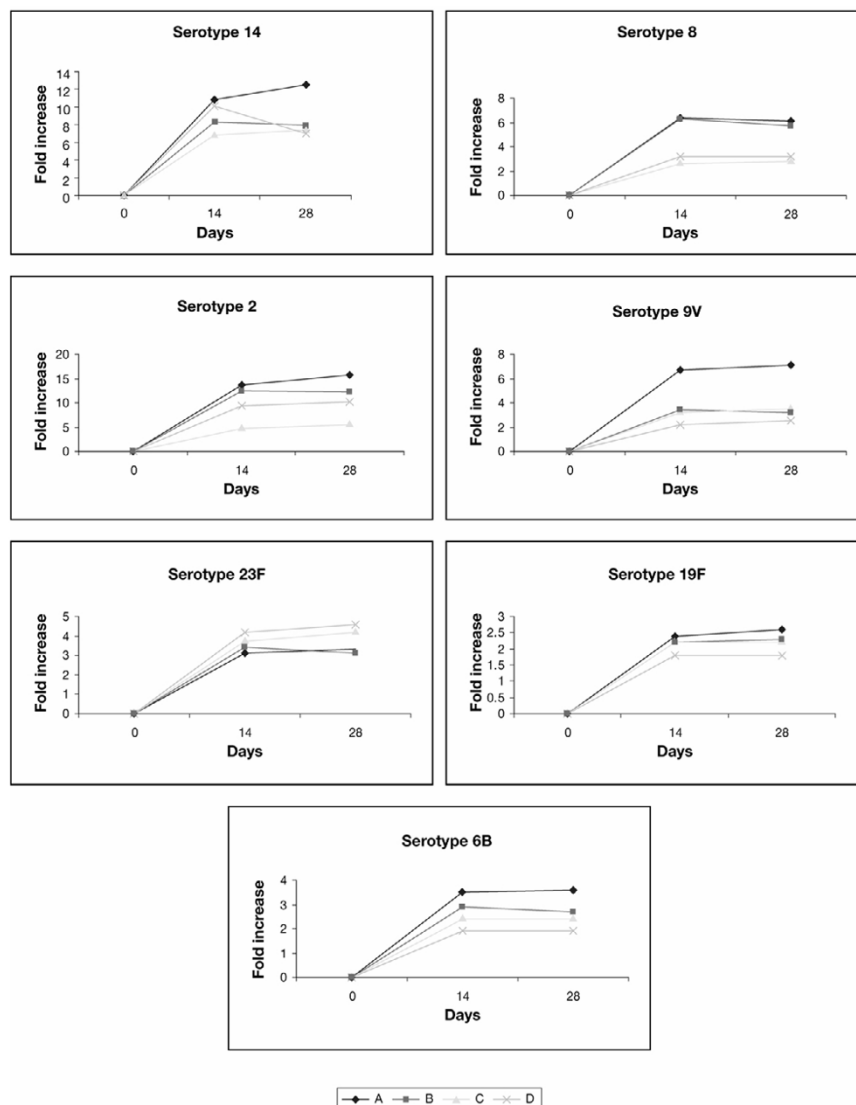 Serotype 14
14
12
10
8
6
4
2
0
Fold increase
0 14 28
Days
Serotype 8
8
6
4
2
0
Fold increase
0 14 28
Days
Serotype 2
20
15
10
5
0
Fold increase
0 14 28
Days
Serotype 9V
8
6
4
2
0
Fold increase
0 14 28
Days
Serotype 23F
5
4
3
2
1
0
Fold increase
0 14 28
Days
Serotype 19F
3
2.5
2
1.5
1
0.5
0
Fold increase
0 14 28
Days
Serotype 6B
4
3
2
1
0
Fold increase
0 14 28
Days
A B C D